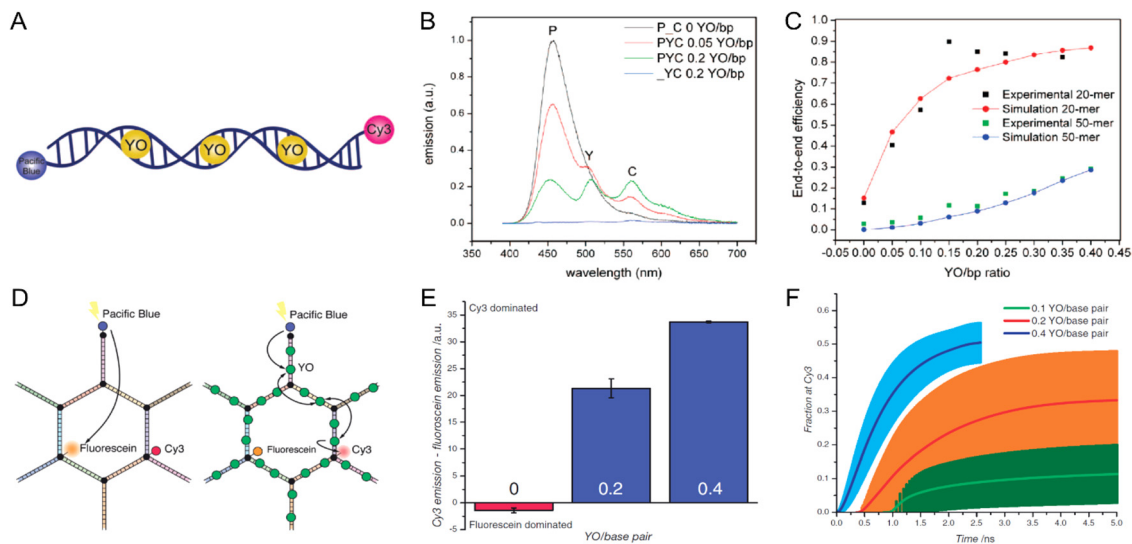 A
Pacific
Blue
YO
YO
YO
Cy3
B
emission (a.u.)
1.0
0.8
0.6
0.4
0.2
0.0
P
Y
C
P_C 0 YO/bp
PYC 0.05 YO/bp
PYC 0.2 YO/bp
_YC 0.2 YO/bp
350 400 450 500 550 600 650 700 750
wavelength (nm)
C
End-to-end efficiency
1.0
0.9
0.8
0.7
0.6
0.5
0.4
0.3
0.2
0.1
0.0
Experimental 20-mer
Simulation 20-mer
Experimental 50-mer
Simulation 50-mer
0.00 0.05 0.10 0.15 0.20 0.25 0.30 0.35 0.40 0.45
YO/bp ratio
D
Pacific Blue
Fluorescein
Cy3
Pacific Blue
YO
Fluorescein
Cy3
E
Cy3 emission - fluoroscein emission /a.u.
35
30
25
20
15
10
5
0
-5
Cy3 dominated
0
0.2
0.4
Fluorescein dominated
YO/base pair
F
Fraction at Cy3
0.6
0.5
0.4
0.3
0.2
0.1
0
0.1 YO/base pair
0.2 YO/base pair
0.4 YO/base pair
0.0 0.5 1.0 1.5 2.0 2.5 3.0 3.5 4.0 4.5 5.0
Time /ns